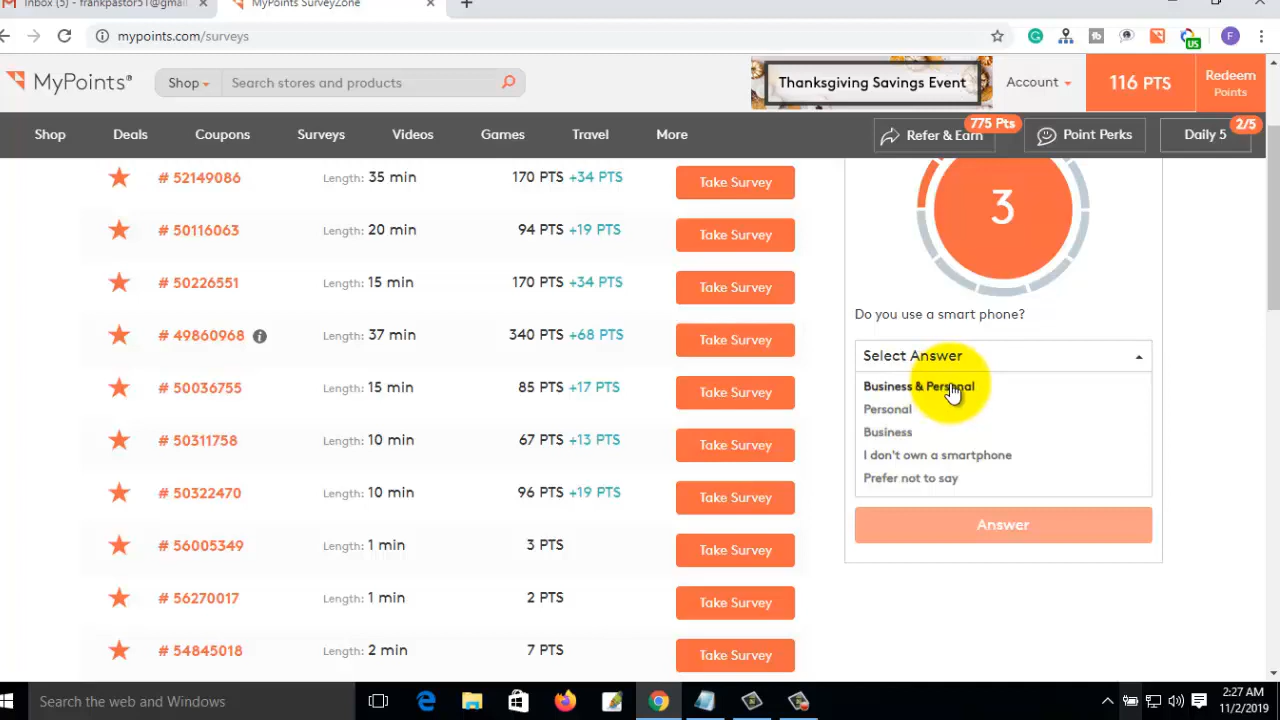 Inbox (5) - frankpastor51@gmail
MyPoints SurveyZone
mypoints.com/surveys
US
F
MyPoints®
Shop
Search stores and products
Thanksgiving Savings Event
Account
116 PTS
Redeem
Points
Shop
Deals
Coupons
Surveys
Videos
Games
Travel
More
Refer & Earn
775 Pts
Point Perks
Daily 5
2/5
# 52149086 Length: 35 min 170 PTS +34 PTS Take Survey
# 50116063 Length: 20 min 94 PTS +19 PTS Take Survey
# 50226551 Length: 15 min 170 PTS +34 PTS Take Survey
# 49860968 Length: 37 min 340 PTS +68 PTS Take Survey
# 50036755 Length: 15 min 85 PTS +17 PTS Take Survey
# 50311758 Length: 10 min 67 PTS +13 PTS Take Survey
# 50322470 Length: 10 min 96 PTS +19 PTS Take Survey
# 56005349 Length: 1 min 3 PTS Take Survey
# 56270017 Length: 1 min 2 PTS Take Survey
# 54845018 Length: 2 min 7 PTS Take Survey
3
Do you use a smart phone?
Select Answer
Business & Personal
Personal
Business
I don't own a smartphone
Prefer not to say
Answer
Search the web and Windows
2:27 AM
11/2/2019